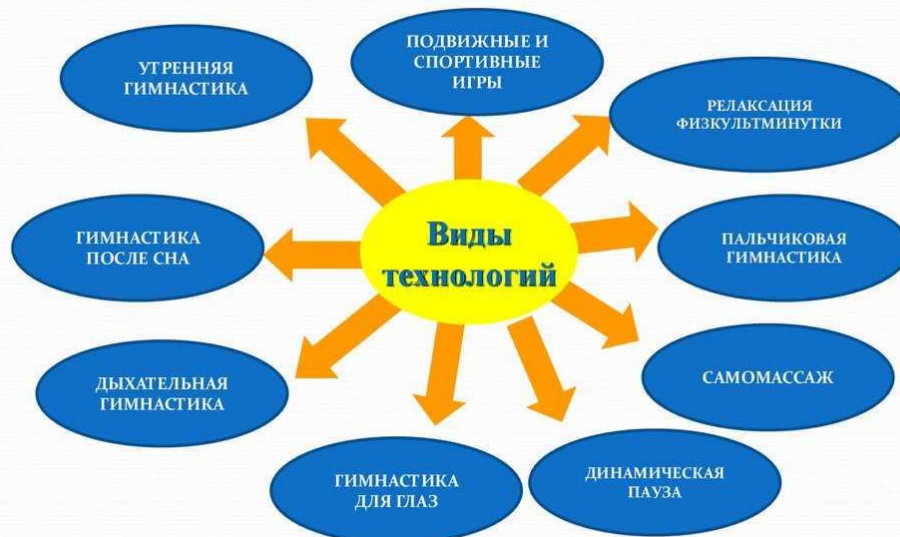 ПОДВИЖНЫЕ И
СПОРТИВНЫЕ
ИГРЫ
УТРЕННЯЯ
ГИМНАСТИКА
РЕЛАКСАЦИЯ
ФИЗКУЛЬТМИНУТКИ
ГИМНАСТИКА
ПОСЛЕ СНА
Виды
технологий
ПАЛЬЧИКОВАЯ
ГИМНАСТИКА
ДЫХАТЕЛЬНАЯ
ГИМНАСТИКА
САМОМАССАЖ
ГИМНАСТИКА
ДЛЯ ГЛАЗ
ДИНАМИЧЕСКАЯ
ПАУЗА